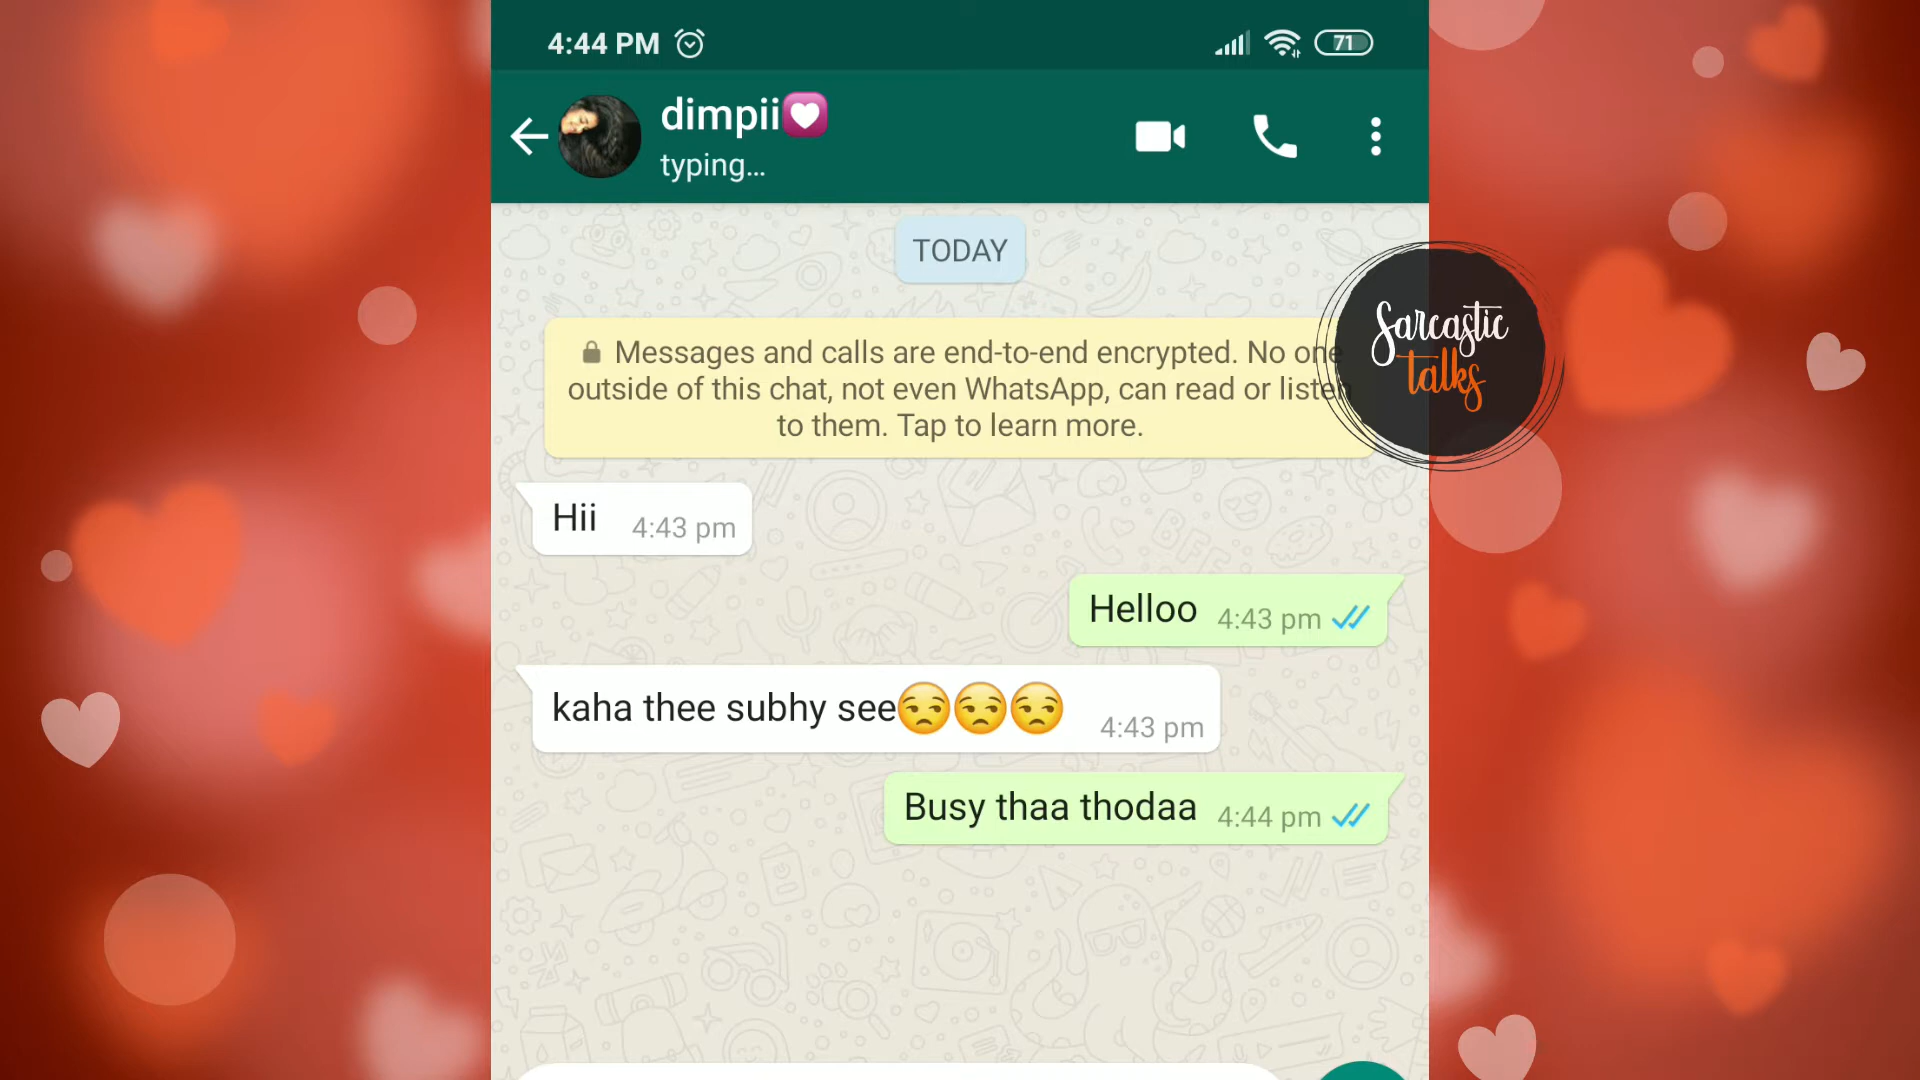 4:44 PM
71
dimpii💟
typing...
TODAY
Messages and calls are end-to-end encrypted. No one
outside of this chat, not even WhatsApp, can read or listen
to them. Tap to learn more.
Sarcastic
talks
Hii 4:43 pm
Helloo 4:43 pm
kaha thee subhy see😒😒😒 4:43 pm
Busy thaa thodaa 4:44 pm